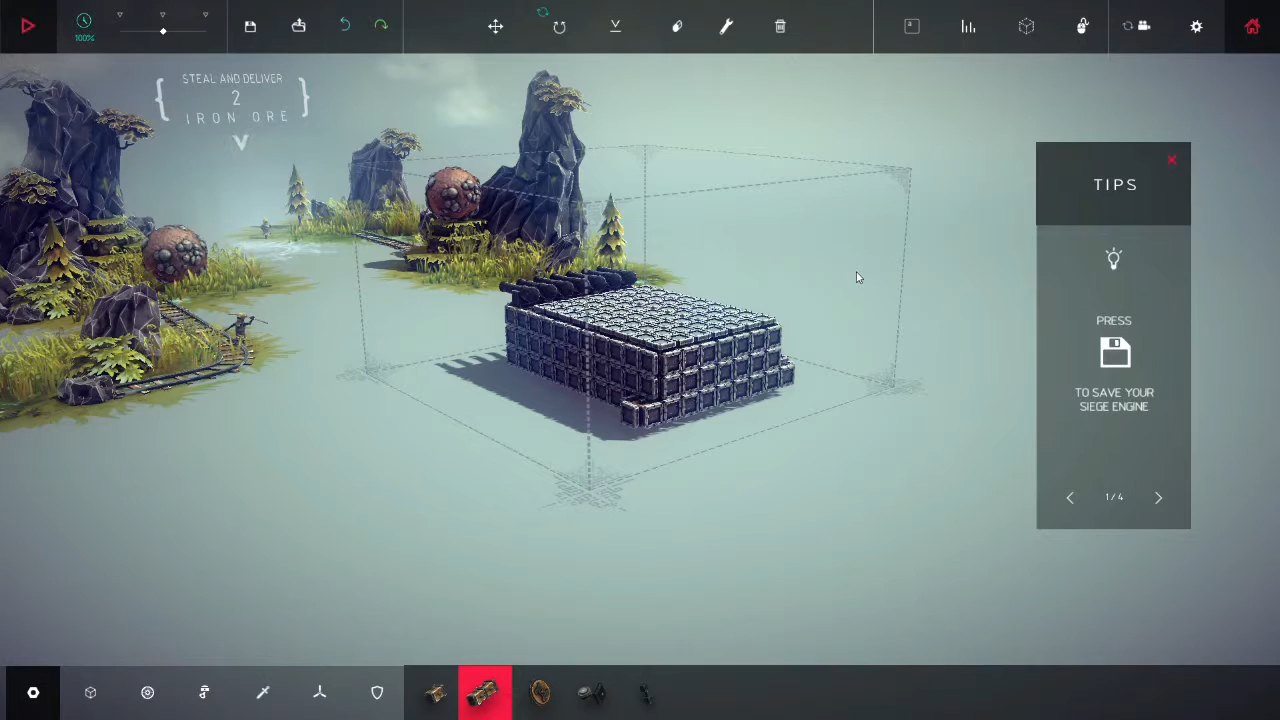 100%
STEAL AND DELIVER
2
IRON ORE
TIPS
PRESS
TO SAVE YOUR
SIEGE ENGINE
1/4